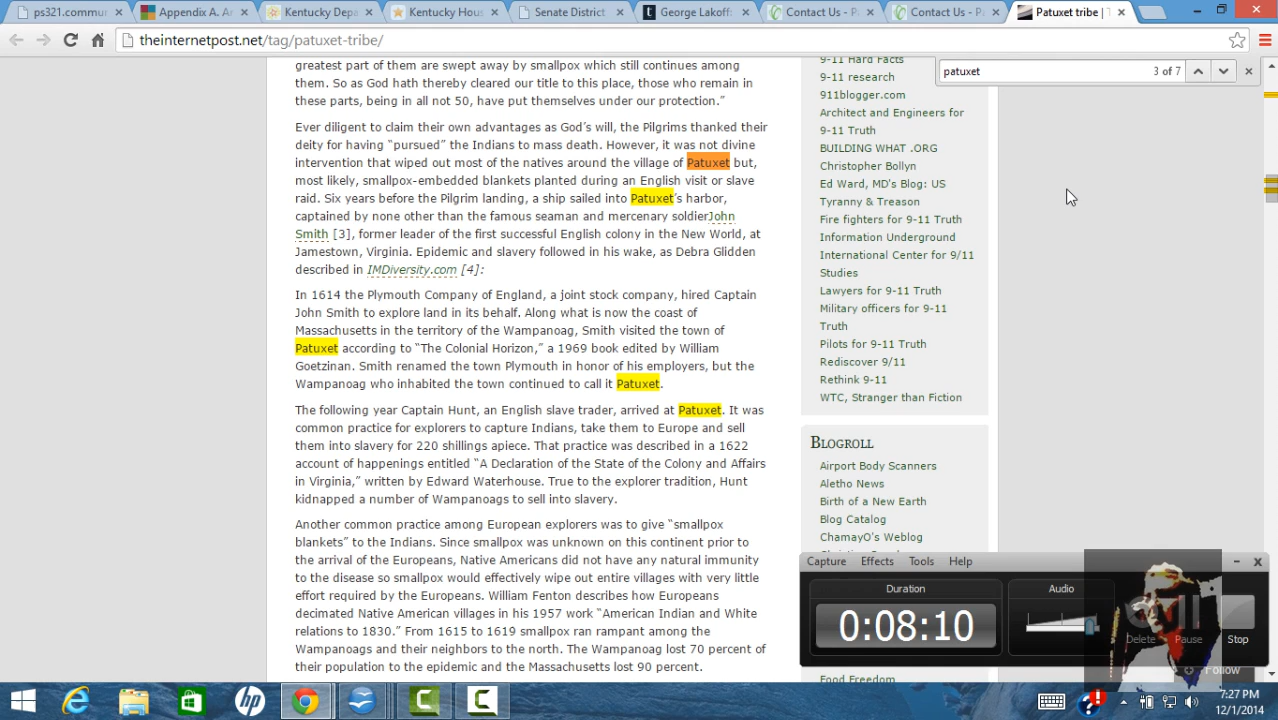 ps321.commun
Appendix A. A
Kentucky Depa
Kentucky Hous
Senate District
George Lakoff:
Contact Us - P
Contact Us - P
Patuxet tribe | T
theinternetpost.net/tag/patuxet-tribe/
patuxet
3 of 7
greatest part of them are swept away by smallpox which still continues among
them. So as God hath thereby cleared our title to this place, those who remain in
these parts, being in all not 50, have put themselves under our protection.”
Ever diligent to claim their own advantages as God’s will, the Pilgrims thanked their
deity for having “pursued” the Indians to mass death. However, it was not divine
intervention that wiped out most of the natives around the village of Patuxet but,
most likely, smallpox-embedded blankets planted during an English visit or slave
raid. Six years before the Pilgrim landing, a ship sailed into Patuxet’s harbor,
captained by none other than the famous seaman and mercenary soldierJohn
Smith [3], former leader of the first successful English colony in the New World, at
Jamestown, Virginia. Epidemic and slavery followed in his wake, as Debra Glidden
described in IMDiversity.com [4]:
In 1614 the Plymouth Company of England, a joint stock company, hired Captain
John Smith to explore land in its behalf. Along what is now the coast of
Massachusetts in the territory of the Wampanoag, Smith visited the town of
Patuxet according to “The Colonial Horizon,” a 1969 book edited by William
Goetzinan. Smith renamed the town Plymouth in honor of his employers, but the
Wampanoag who inhabited the town continued to call it Patuxet.
The following year Captain Hunt, an English slave trader, arrived at Patuxet. It was
common practice for explorers to capture Indians, take them to Europe and sell
them into slavery for 220 shillings apiece. That practice was described in a 1622
account of happenings entitled “A Declaration of the State of the Colony and Affairs
in Virginia,” written by Edward Waterhouse. True to the explorer tradition, Hunt
kidnapped a number of Wampanoags to sell into slavery.
Another common practice among European explorers was to give “smallpox
blankets” to the Indians. Since smallpox was unknown on this continent prior to
the arrival of the Europeans, Native Americans did not have any natural immunity
to the disease so smallpox would effectively wipe out entire villages with very little
effort required by the Europeans. William Fenton describes how Europeans
decimated Native American villages in his 1957 work “American Indian and White
relations to 1830.” From 1615 to 1619 smallpox ran rampant among the
Wampanoags and their neighbors to the north. The Wampanoag lost 70 percent of
their population to the epidemic and the Massachusetts lost 90 percent.
9-11 Hard Facts
9-11 research
911blogger.com
Architect and Engineers for
9-11 Truth
BUILDING WHAT .ORG
Christopher Bollyn
Ed Ward, MD's Blog: US
Tyranny & Treason
Fire fighters for 9-11 Truth
Information Underground
International Center for 9/11
Studies
Lawyers for 9-11 Truth
Military officers for 9-11
Truth
Pilots for 9-11 Truth
Rediscover 9/11
Rethink 9-11
WTC, Stranger than Fiction
BLOGROLL
Airport Body Scanners
Aletho News
Birth of a New Earth
Blog Catalog
ChamayO's Weblog
Capture
Effects
Tools
Help
Duration
0:08:10
Audio
Delete
Pause
Stop
Food Freedom
Follow
7:27 PM
12/1/2014